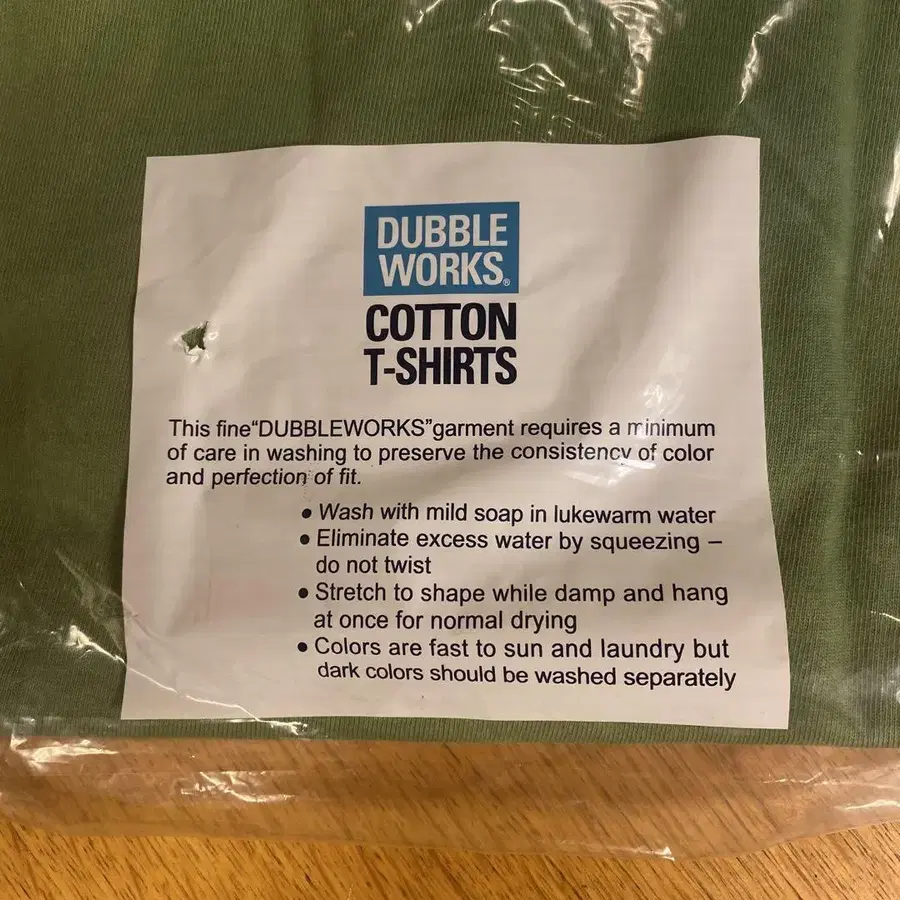 DUBBLE
WORKS®
COTTON
T-SHIRTS
This fine“DUBBLEWORKS”garment requires a minimum
of care in washing to preserve the consistency of color
and perfection of fit.
● Wash with mild soap in lukewarm water
● Eliminate excess water by squeezing –
do not twist
● Stretch to shape while damp and hang
at once for normal drying
● Colors are fast to sun and laundry but
dark colors should be washed separately